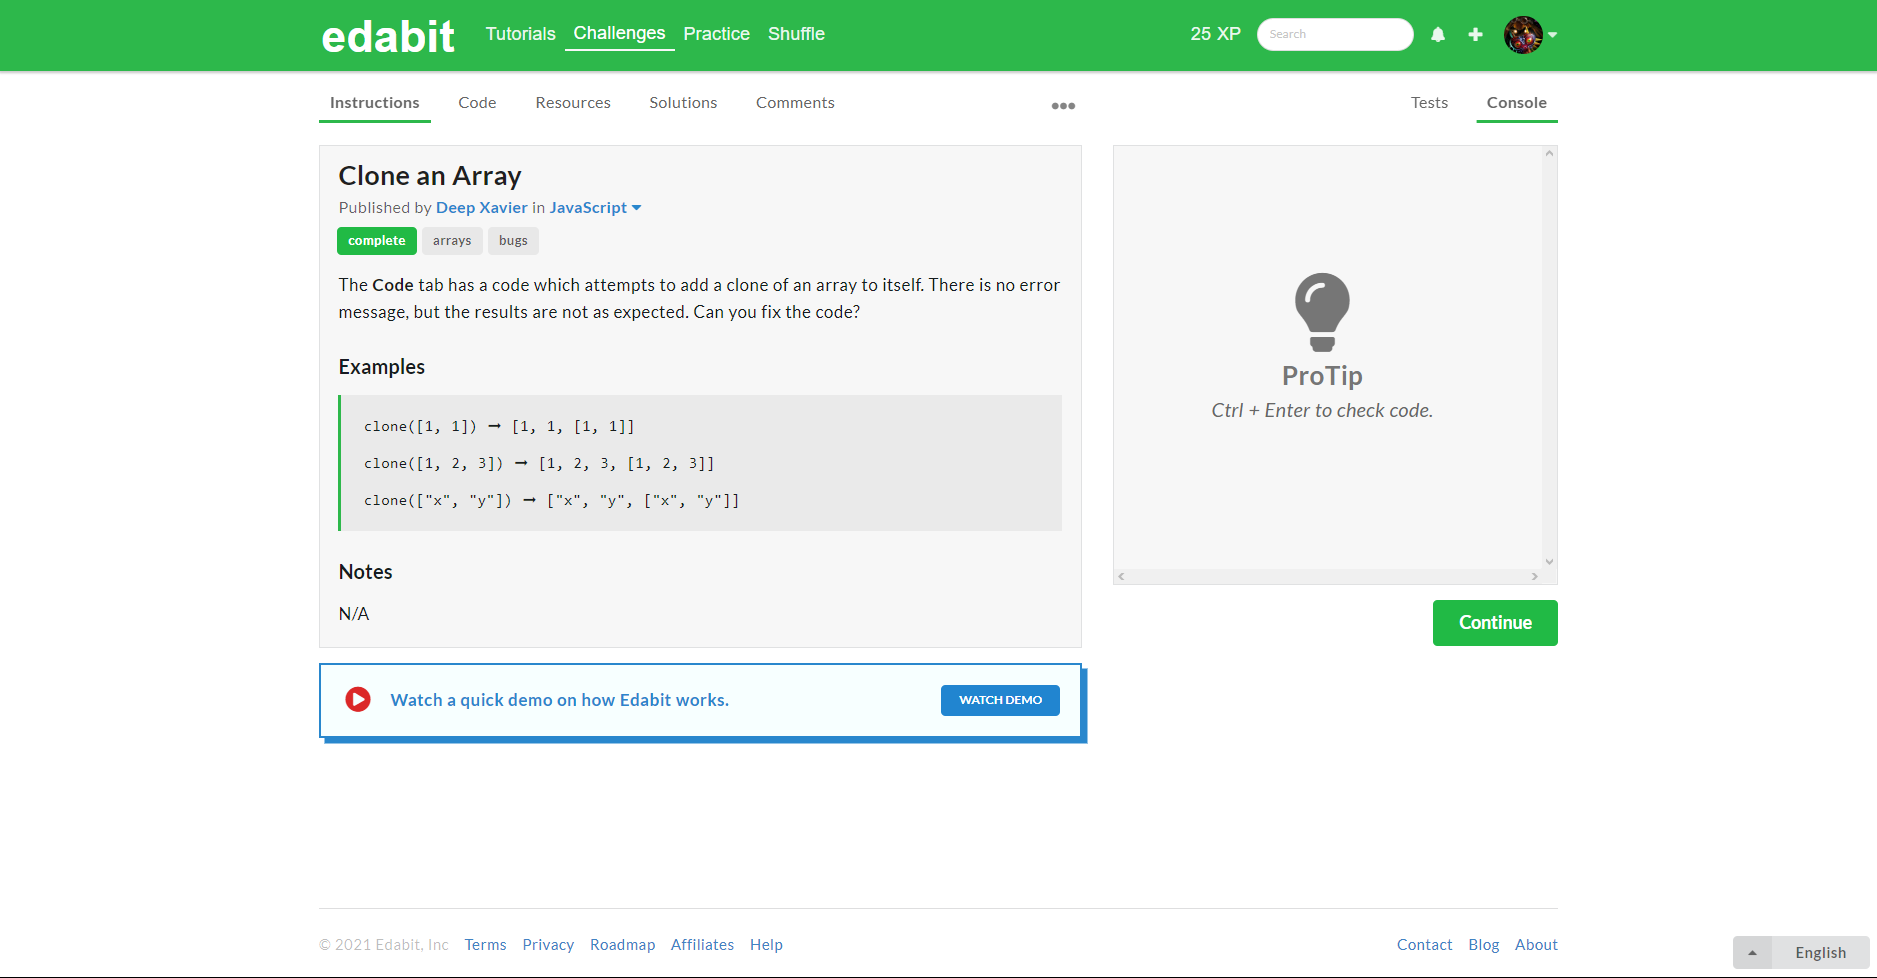 edabit Tutorials Challenges Practice Shuffle 25 XP Search
Instructions Code Resources Solutions Comments Tests Console
Clone an Array
Published by Deep Xavier in JavaScript
complete arrays bugs
The Code tab has a code which attempts to add a clone of an array to itself. There is no error
message, but the results are not as expected. Can you fix the code?
Examples
clone([1, 1]) ➞ [1, 1, [1, 1]]
clone([1, 2, 3]) ➞ [1, 2, 3, [1, 2, 3]]
clone(["x", "y"]) ➞ ["x", "y", ["x", "y"]]
Notes
N/A
ProTip
Ctrl + Enter to check code.
Continue
Watch a quick demo on how Edabit works. WATCH DEMO
© 2021 Edabit, Inc Terms Privacy Roadmap Affiliates Help Contact Blog About
English